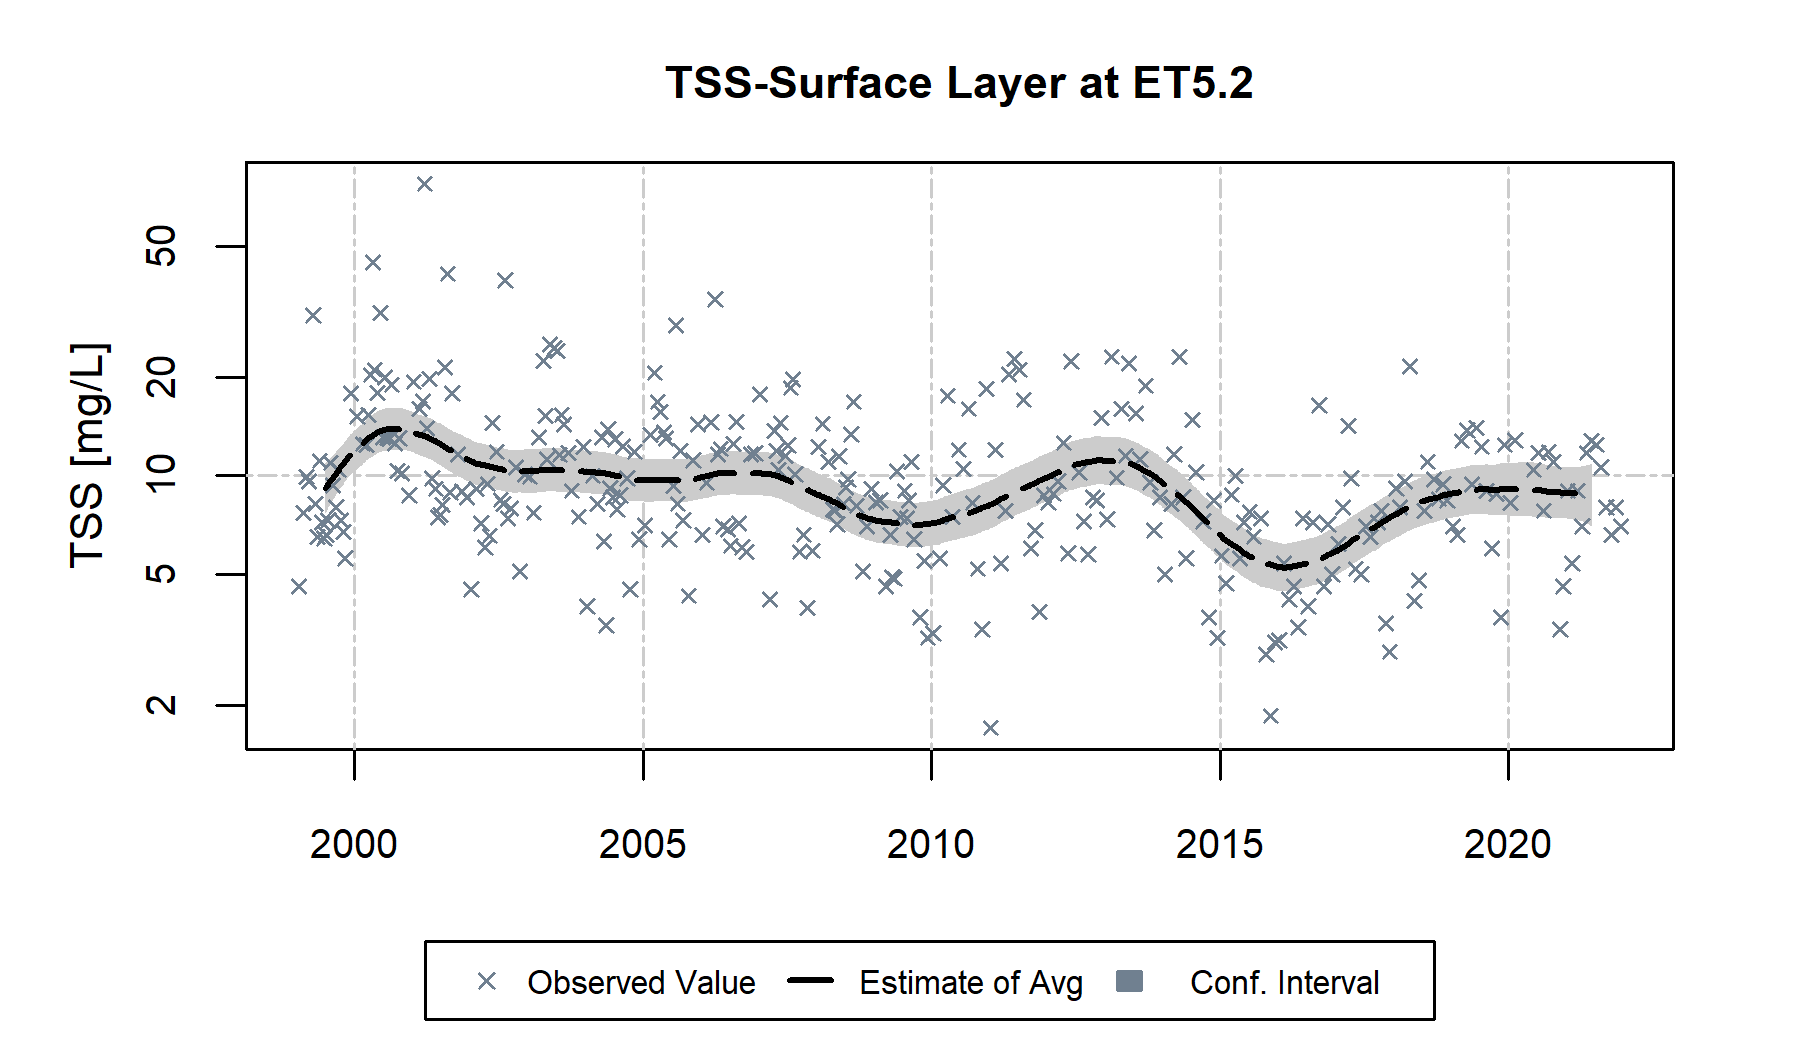 TSS-Surface Layer at ET5.2
TSS [mg/L]
50
20
10
5
2
2000 2005 2010 2015 2020
Observed Value Estimate of Avg Conf. Interval